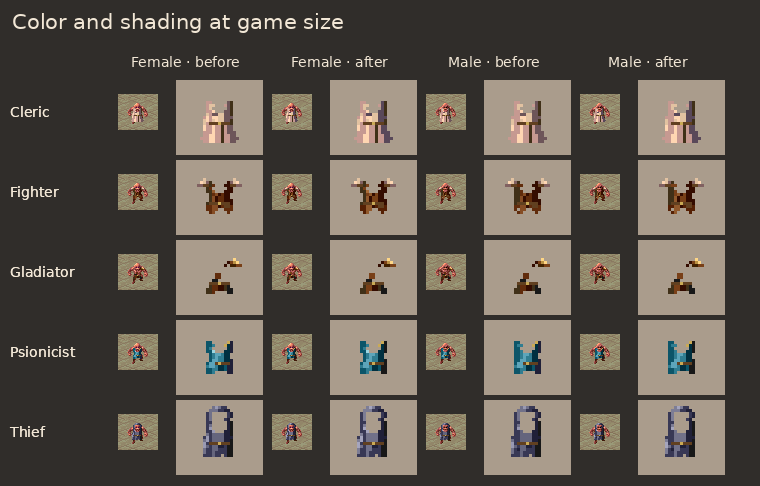 Color and shading at game size
Female · before Female · after Male · before Male · after
Cleric
Fighter
Gladiator
Psionicist
Thief